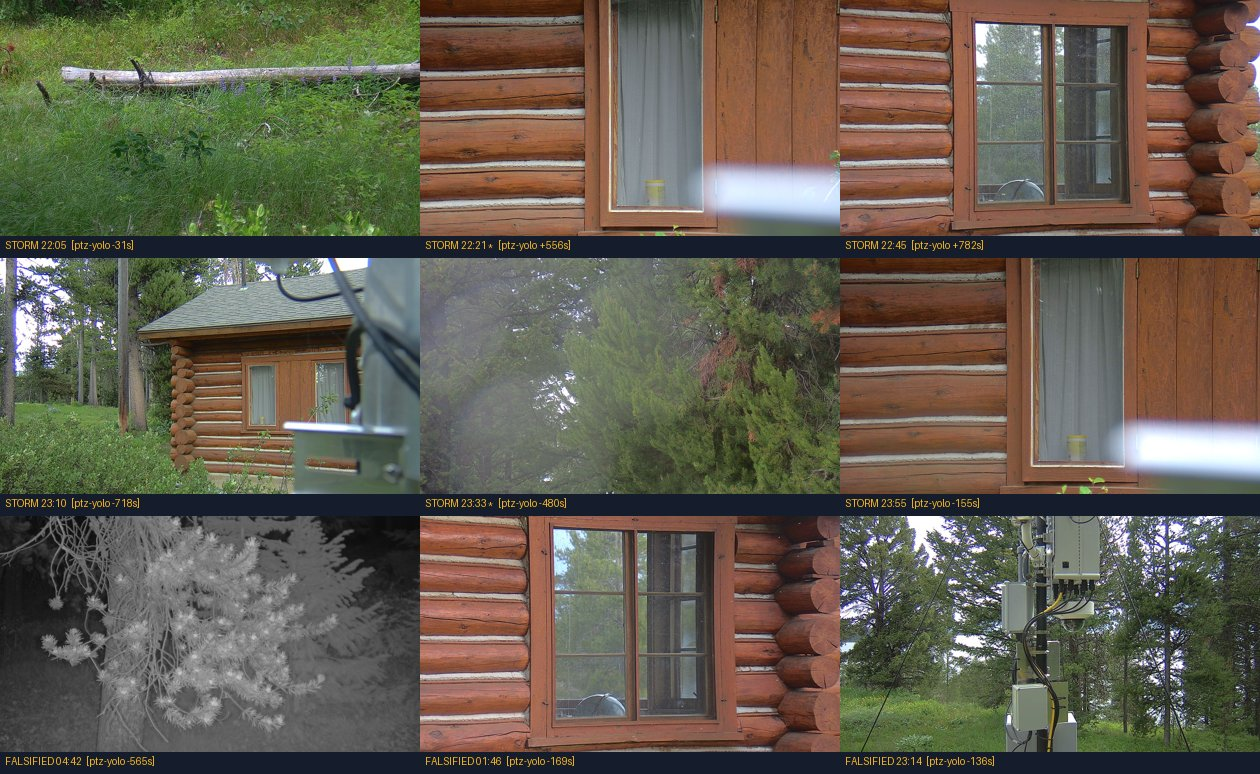 STORM 22:05 [ptz-yolo -31s]
STORM 22:21★ [ptz-yolo +556s]
STORM 22:45 [ptz-yolo +782s]
STORM 23:10 [ptz-yolo -718s]
STORM 23:33★ [ptz-yolo -480s]
STORM 23:55 [ptz-yolo -155s]
FALSIFIED 04:42 [ptz-yolo -565s]
FALSIFIED 01:46 [ptz-yolo -169s]
FALSIFIED 23:14 [ptz-yolo -136s]